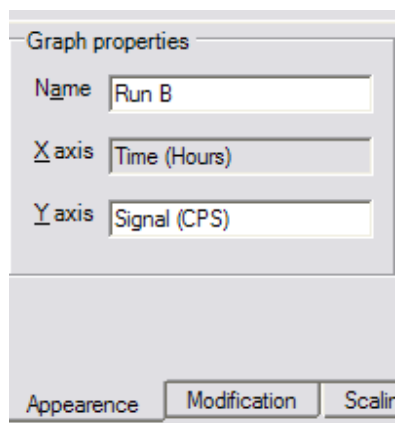 Graph properties
Name Run B
X axis Time (Hours)
Y axis Signal (CPS)
Appearence Modification